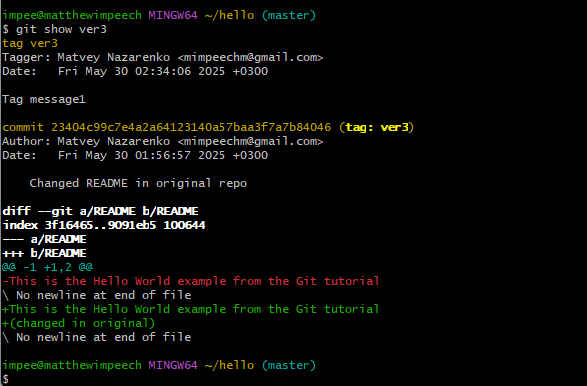 impee@matthewimpeech MINGW64 ~/hello (master)
$ git show ver3
tag ver3
Tagger: Matvey Nazarenko <mimpeechm@gmail.com>
Date:   Fri May 30 02:34:06 2025 +0300

Tag message1

commit 23404c99c7e4a2a64123140a57baa3f7a7b84046 (tag: ver3)
Author: Matvey Nazarenko <mimpeechm@gmail.com>
Date:   Fri May 30 01:56:57 2025 +0300

    Changed README in original repo

diff --git a/README b/README
index 3f16465..9091eb5 100644
--- a/README
+++ b/README
@@ -1 +1,2 @@
-This is the Hello World example from the Git tutorial
\ No newline at end of file
+This is the Hello World example from the Git tutorial
+(changed in original)
\ No newline at end of file

impee@matthewimpeech MINGW64 ~/hello (master)
$